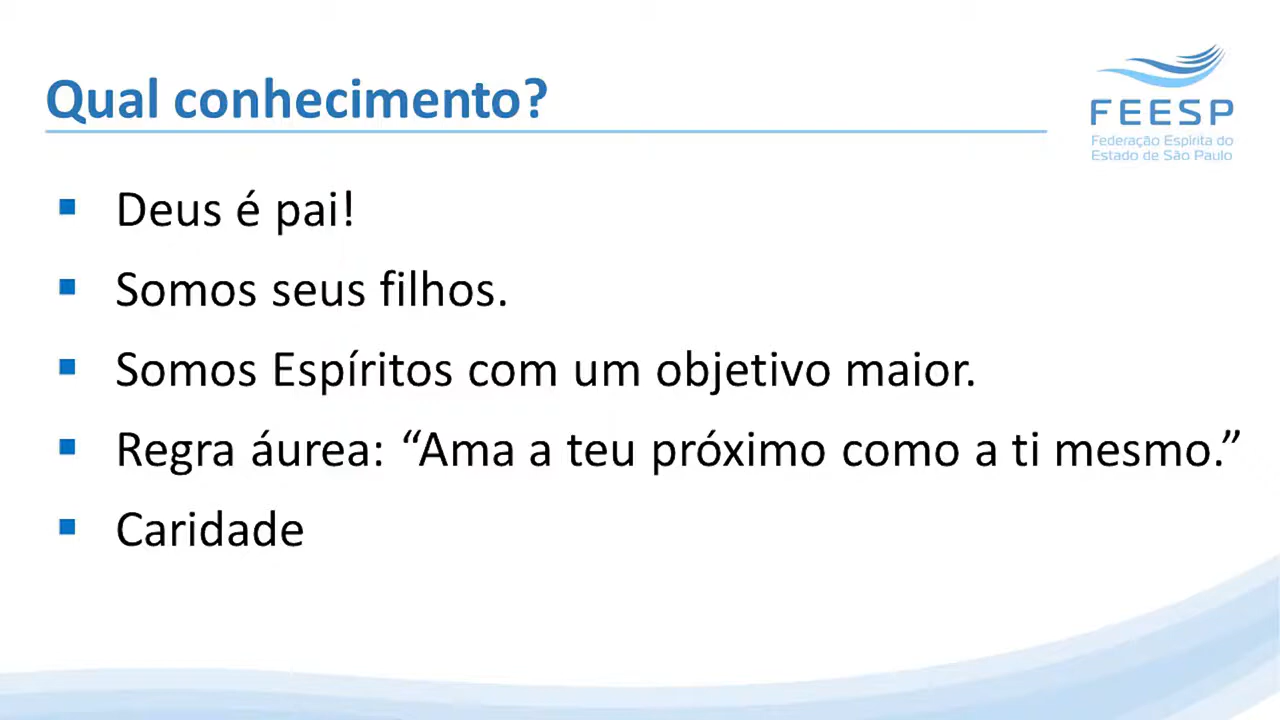 Qual conhecimento?
FEESP
Federação Espírita do
Estado de São Paulo
Deus é pai!
Somos seus filhos.
Somos Espíritos com um objetivo maior.
Regra áurea: “Ama a teu próximo como a ti mesmo.”
Caridade